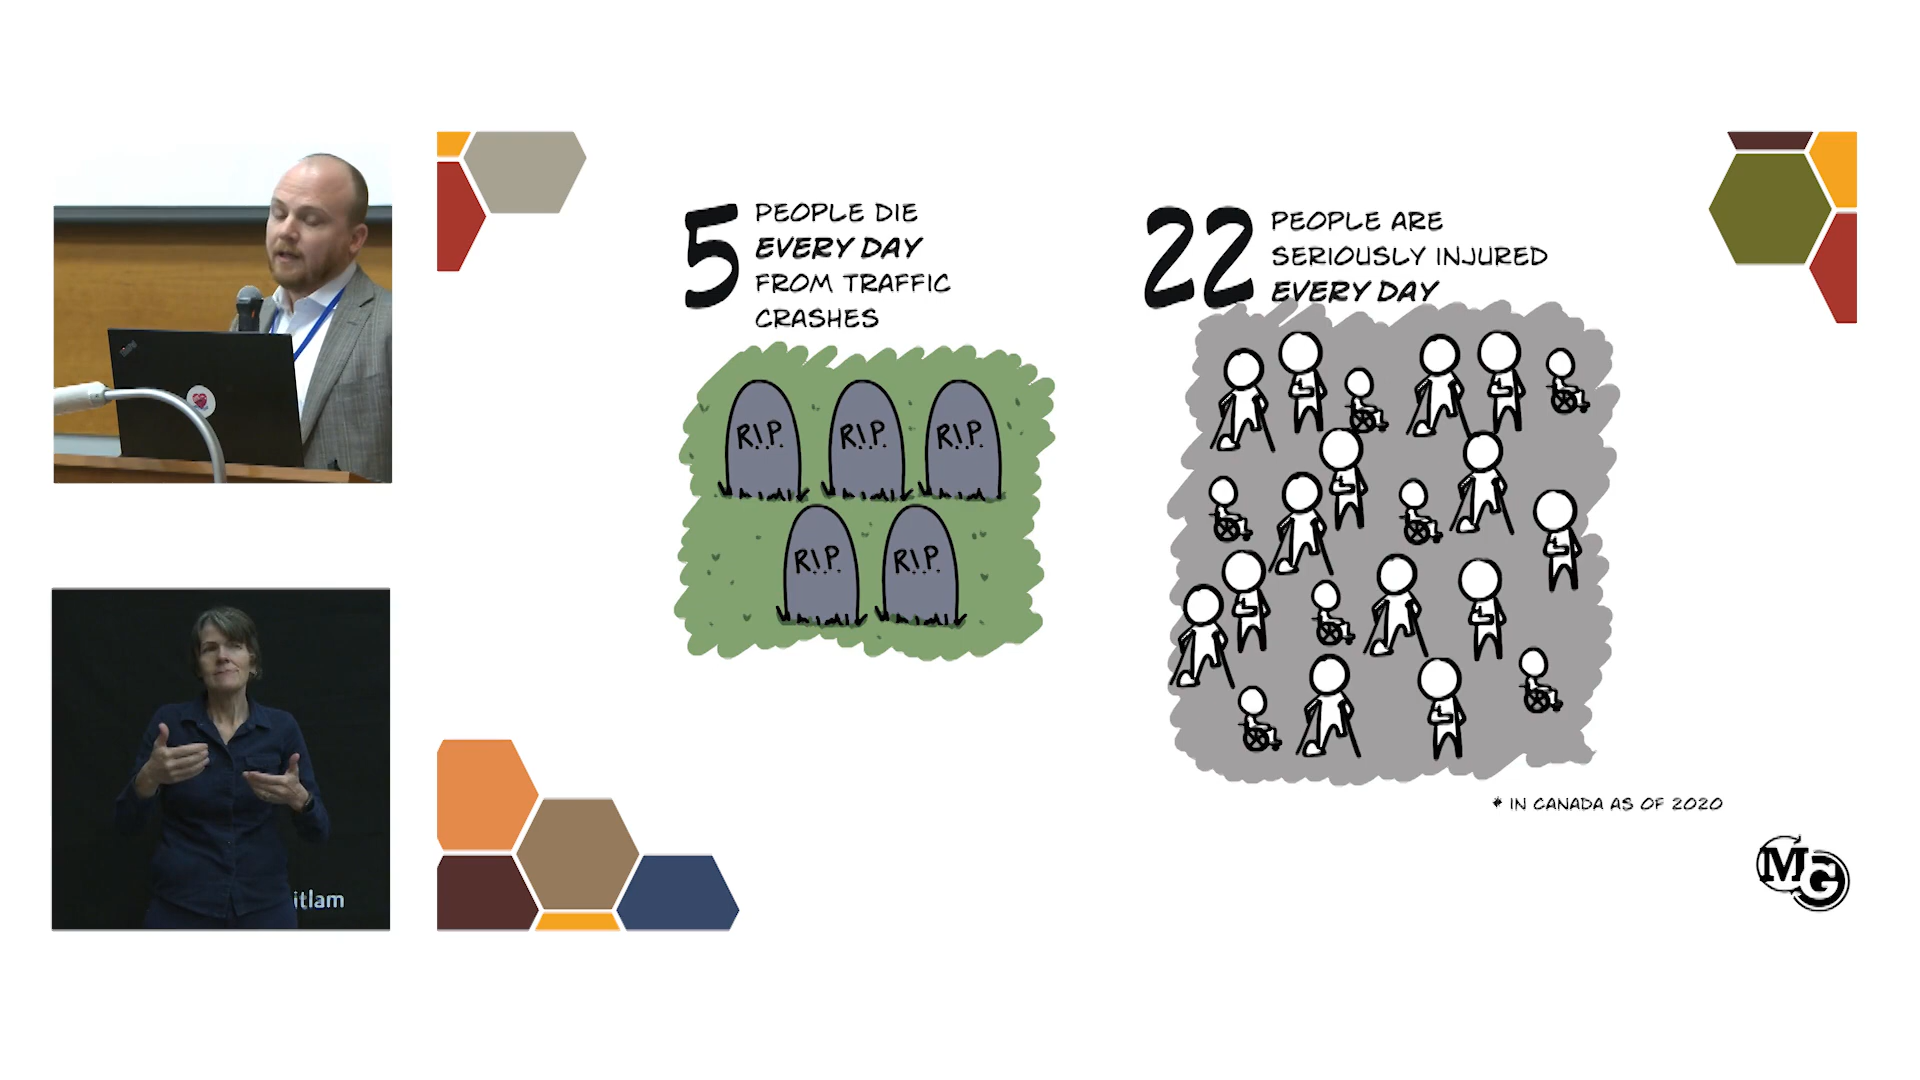 5
PEOPLE DIE
EVERY DAY
FROM TRAFFIC
CRASHES
22
PEOPLE ARE
SERIOUSLY INJURED
EVERY DAY
R.I.P.
R.I.P.
R.I.P.
R.I.P.
R.I.P.
* IN CANADA AS OF 2020
MG
itlam